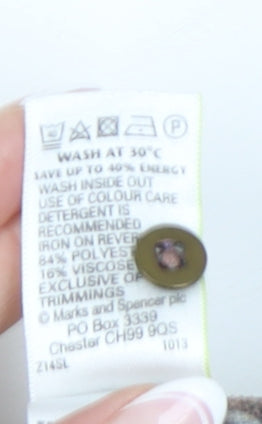 P
WASH AT 30°C
SAVE UP TO 40% ENERGY
WASH INSIDE OUT
USE OF COLOUR CARE
DETERGENT IS
RECOMMENDED
IRON ON REVER
84% POLYEST
16% VISCOSE
EXCLUSIVE OF
TRIMMINGS
© Marks and Spencer plc
PO Box 3339
Chester CH99 9QS
1013
Z14SL